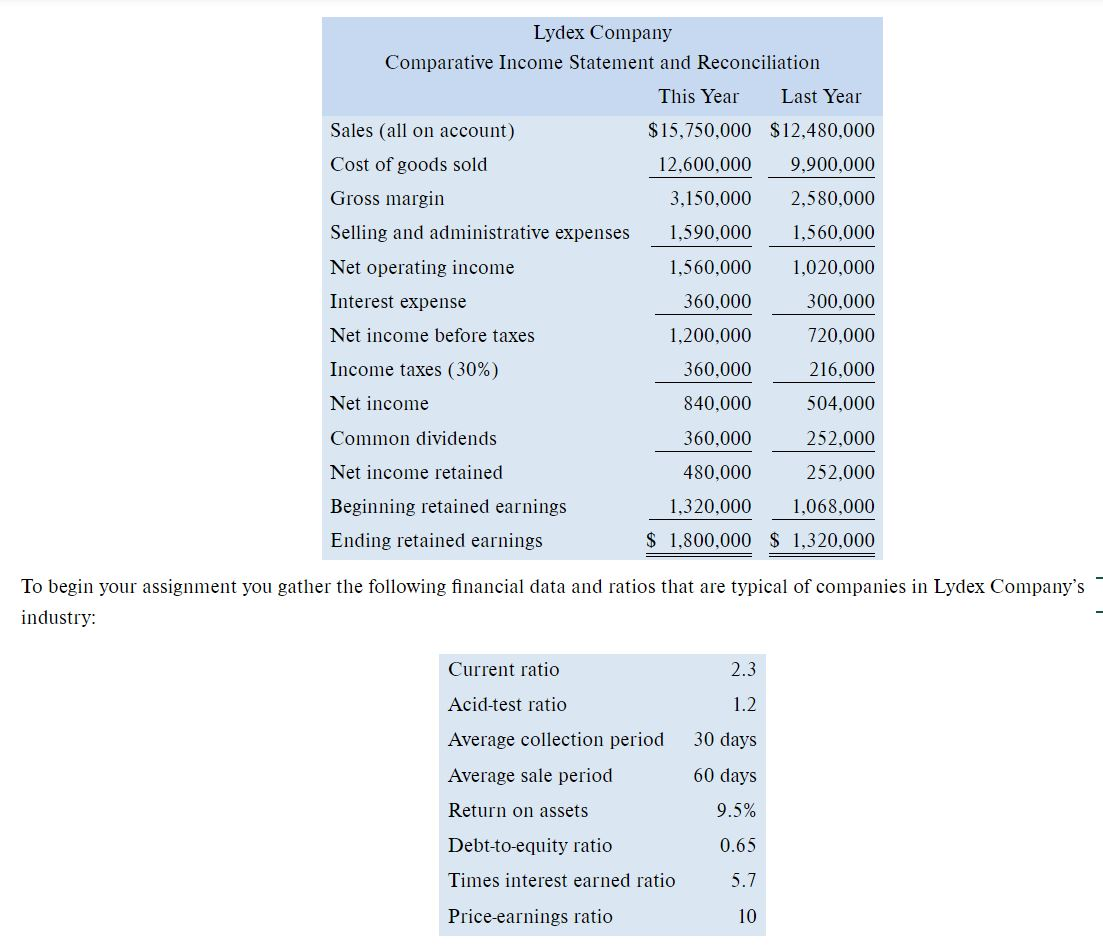 Lydex Company
Comparative Income Statement and Reconciliation
This Year Last Year
Sales (all on account) $15,750,000 $12,480,000
Cost of goods sold 12,600,000 9,900,000
Gross margin 3,150,000 2,580,000
Selling and administrative expenses 1,590,000 1,560,000
Net operating income 1,560,000 1,020,000
Interest expense 360,000 300,000
Net income before taxes 1,200,000 720,000
Income taxes (30%) 360,000 216,000
Net income 840,000 504,000
Common dividends 360,000 252,000
Net income retained 480,000 252,000
Beginning retained earnings 1,320,000 1,068,000
Ending retained earnings $ 1,800,000 $ 1,320,000
To begin your assignment you gather the following financial data and ratios that are typical of companies in Lydex Company’s
industry:
Current ratio 2.3
Acid-test ratio 1.2
Average collection period 30 days
Average sale period 60 days
Return on assets 9.5%
Debt-to-equity ratio 0.65
Times interest earned ratio 5.7
Price-earnings ratio 10